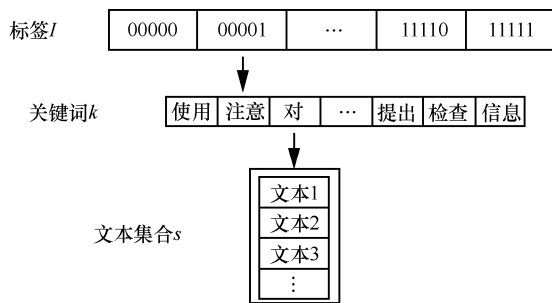 标签I 00000 00001 … 11110 11111
关键词k 使用 注意 对 … 提出 检查 信息
文本集合s
文本1
文本2
文本3
⋮